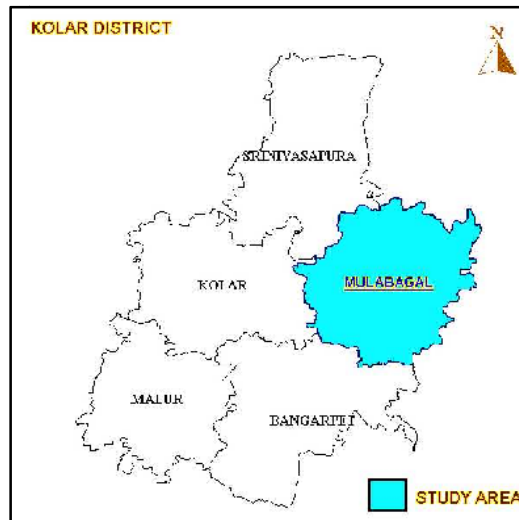 KOLAR DISTRICT
N
SRINIVASAPURA
MULABAGAL
KOLAR
MALUR
BANGARPET
STUDY AREA